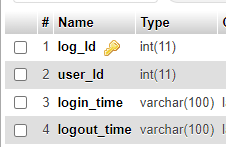 # Name Type
1 log_Id int(11)
2 user_Id int(11)
3 login_time varchar(100)
4 logout_time varchar(100)